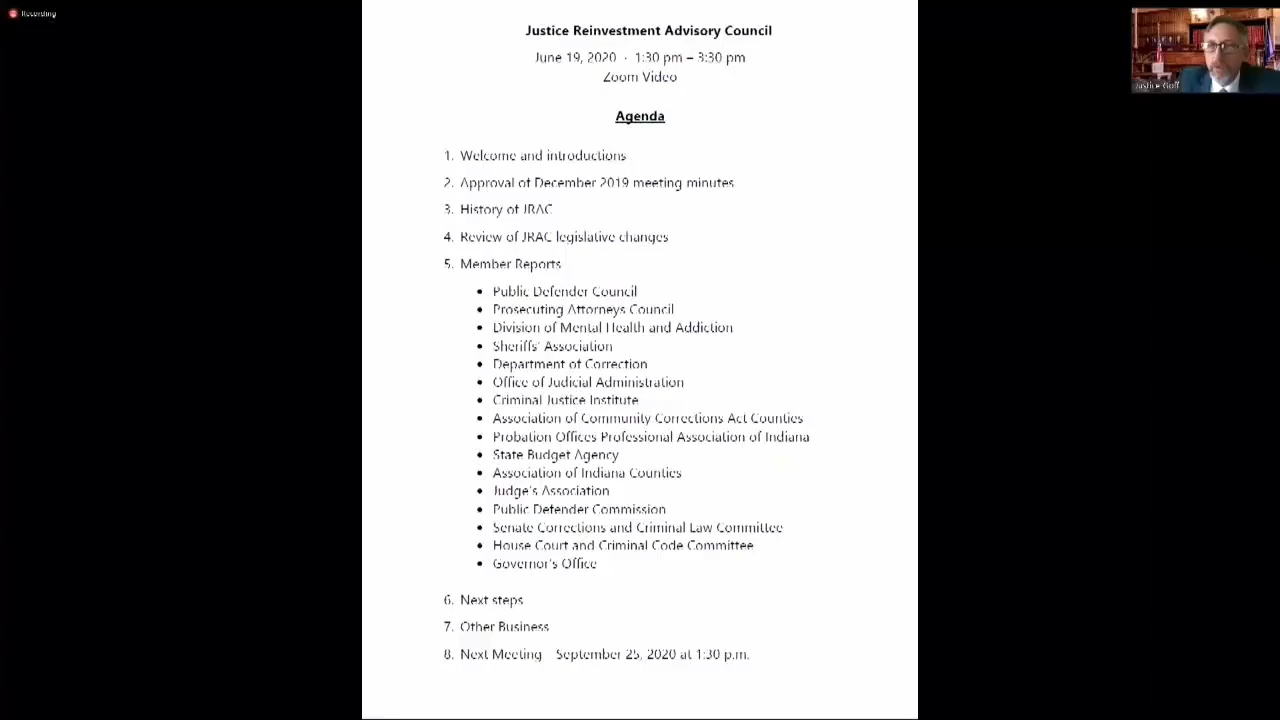 Recording
Justice Reinvestment Advisory Council
June 19, 2020 · 1:30 pm – 3:30 pm
Zoom Video
Agenda
1. Welcome and introductions
2. Approval of December 2019 meeting minutes
3. History of JRAC
4. Review of JRAC legislative changes
5. Member Reports
• Public Defender Council
• Prosecuting Attorneys Council
• Division of Mental Health and Addiction
• Sheriffs' Association
• Department of Correction
• Office of Judicial Administration
• Criminal Justice Institute
• Association of Community Corrections Act Counties
• Probation Offices Professional Association of Indiana
• State Budget Agency
• Association of Indiana Counties
• Judge's Association
• Public Defender Commission
• Senate Corrections and Criminal Law Committee
• House Court and Criminal Code Committee
• Governor's Office
6. Next steps
7. Other Business
8. Next Meeting   September 25, 2020 at 1:30 p.m.
Justice Goff